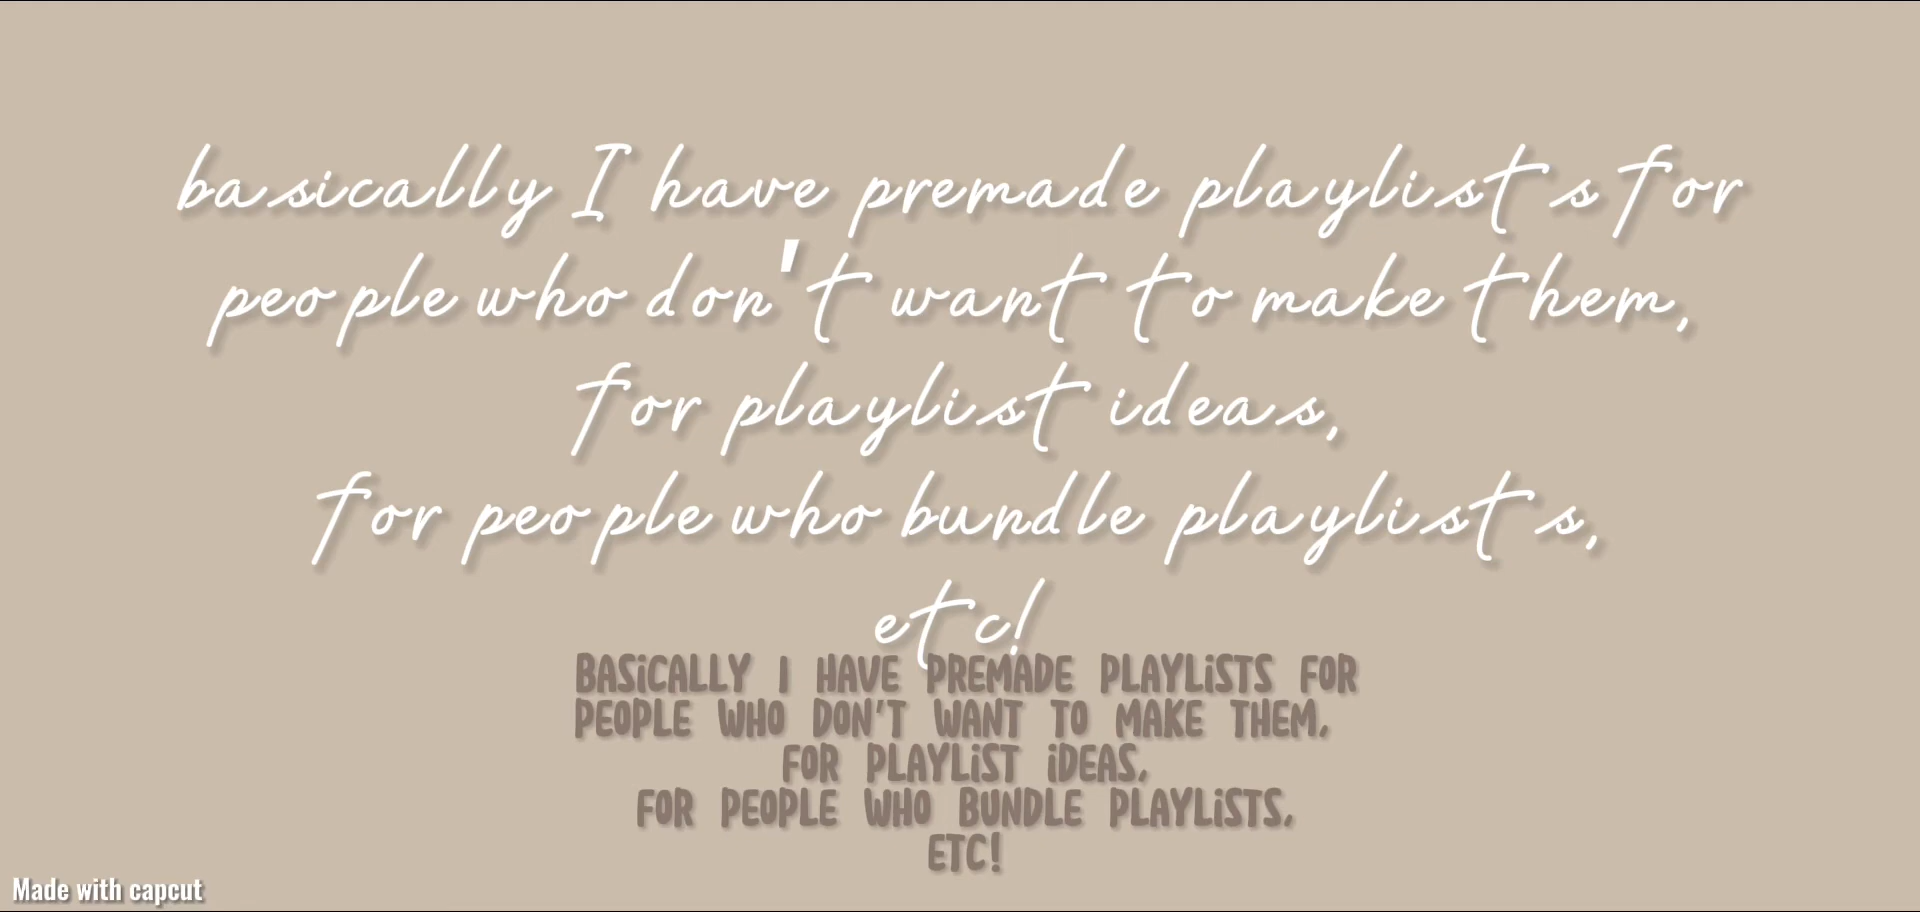 basically I have premade playlists for
people who don't want to make them,
for playlist ideas,
for people who bundle playlists,
etc!
BASiCALLY I HAVE PREMADE PLAYLiSTS FOR
PEOPLE WHO DON'T WANT TO MAKE THEM,
FOR PLAYLiST iDEAS,
FOR PEOPLE WHO BUNDLE PLAYLiSTS,
ETC!
Made with capcut